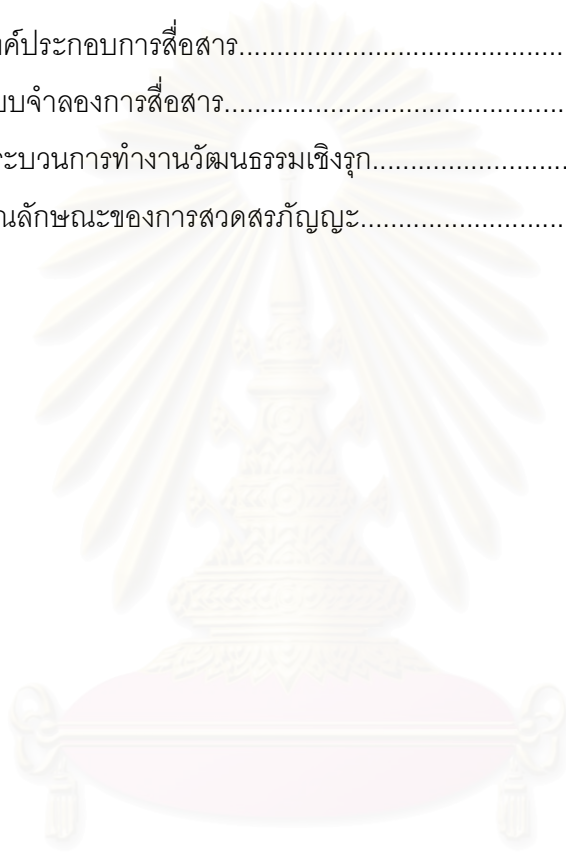 งค์ประกอบการสื่อสาร............................................
บบจำลองการสื่อสาร..............................................
ะบวนการทำงานวัฒนธรรมเชิงรุก..........................
ณลักษณะของการสวดสรภัญญะ...........................